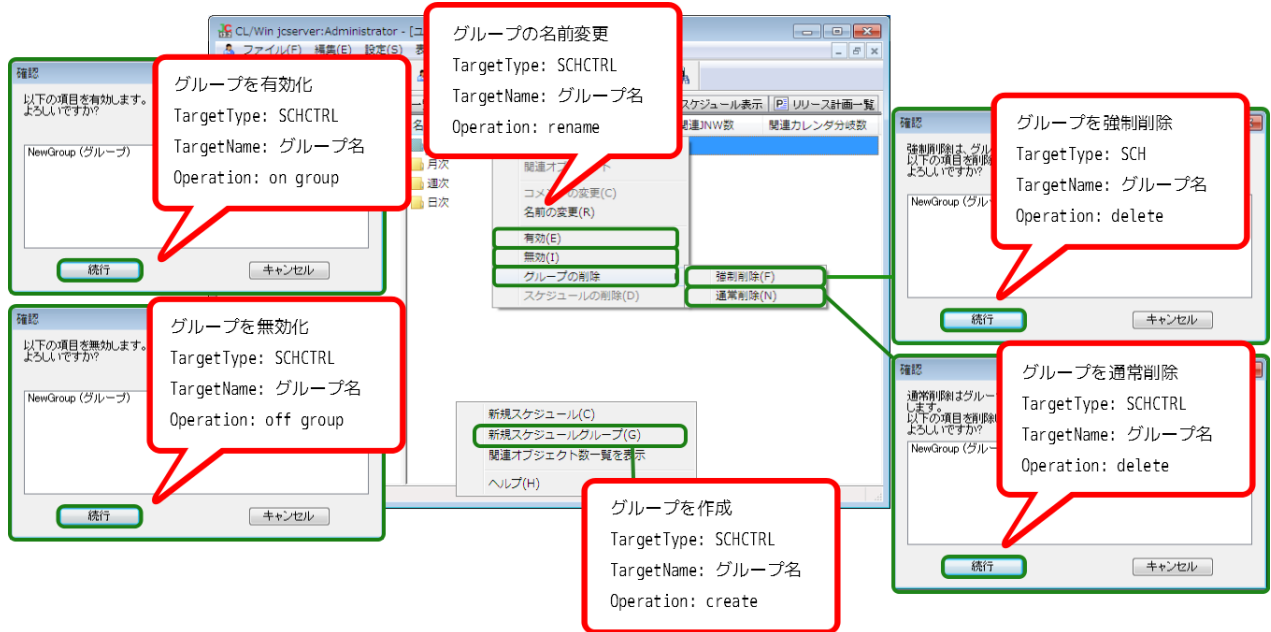 CL/Win jcserver:Administrator - [ユ
ファイル(F) 編集(E) 設定(S) 表
グループの名前変更
TargetType: SCHCTRL
TargetName: グループ名
Operation: rename
確認
以下の項目を有効します。
よろしいですか?
NewGroup (グループ)
続行
キャンセル
グループを有効化
TargetType: SCHCTRL
TargetName: グループ名
Operation: on group
スケジュール表示
リリース計画一覧
関連JNW数
関連カレンダ分岐数
月次
週次
日次
コメントの変更(C)
名前の変更(R)
有効(E)
無効(I)
グループの削除
スケジュールの削除(D)
強制削除(F)
通常削除(N)
確認
強制削除は、グル
以下の項目を削除
よろしいですか?
NewGroup (グル
続行
キャンセル
グループを強制削除
TargetType: SCH
TargetName: グループ名
Operation: delete
確認
以下の項目を無効します。
よろしいですか?
NewGroup (グループ)
続行
キャンセル
グループを無効化
TargetType: SCHCTRL
TargetName: グループ名
Operation: off group
新規スケジュール(C)
新規スケジュールグループ(G)
関連オブジェクト数一覧を表示
ヘルプ(H)
グループを作成
TargetType: SCHCTRL
TargetName: グループ名
Operation: create
確認
通常削除はグルー
します。
以下の項目を削除
よろしいですか?
NewGroup (グルー
続行
キャンセル
グループを通常削除
TargetType: SCHCTRL
TargetName: グループ名
Operation: delete